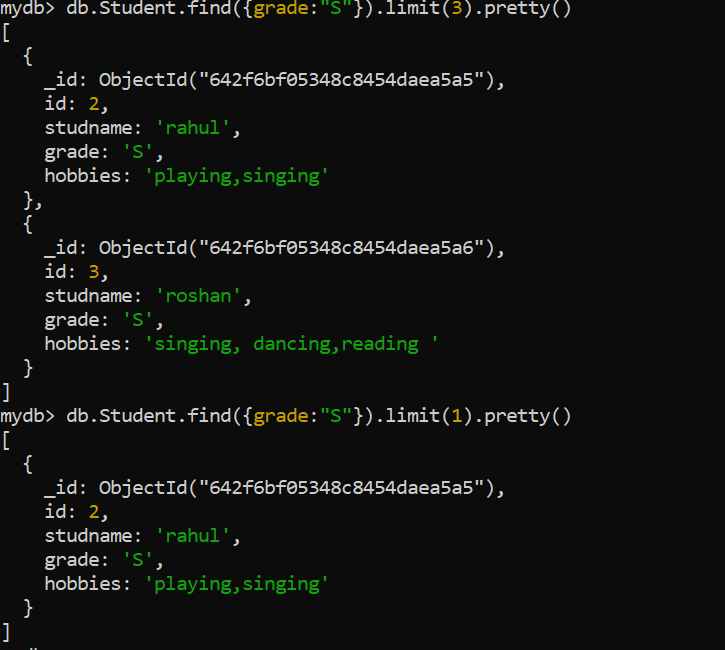 mydb> db.Student.find({grade:"S"}).limit(3).pretty()
[
  {
    _id: ObjectId("642f6bf05348c8454daea5a5"),
    id: 2,
    studname: 'rahul',
    grade: 'S',
    hobbies: 'playing,singing'
  },
  {
    _id: ObjectId("642f6bf05348c8454daea5a6"),
    id: 3,
    studname: 'roshan',
    grade: 'S',
    hobbies: 'singing, dancing,reading '
  }
]
mydb> db.Student.find({grade:"S"}).limit(1).pretty()
[
  {
    _id: ObjectId("642f6bf05348c8454daea5a5"),
    id: 2,
    studname: 'rahul',
    grade: 'S',
    hobbies: 'playing,singing'
  }
]